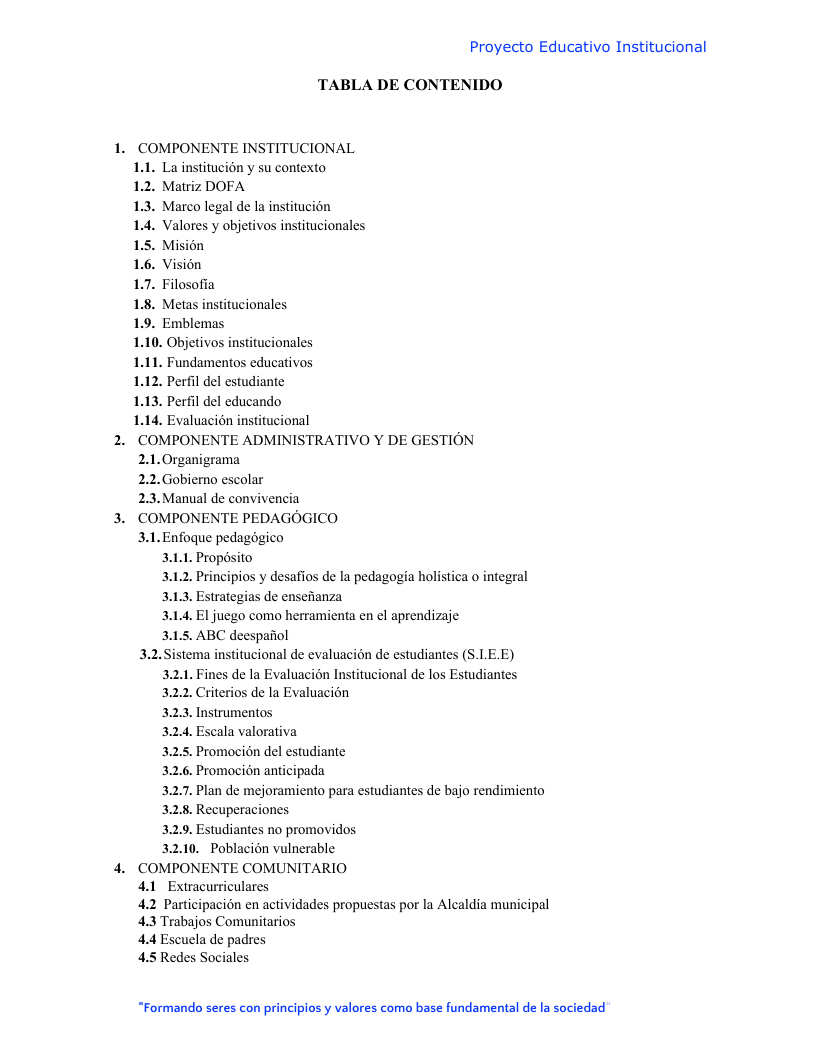 Proyecto Educativo Institucional
TABLA DE CONTENIDO
1. COMPONENTE INSTITUCIONAL
1.1. La institución y su contexto
1.2. Matriz DOFA
1.3. Marco legal de la institución
1.4. Valores y objetivos institucionales
1.5. Misión
1.6. Visión
1.7. Filosofía
1.8. Metas institucionales
1.9. Emblemas
1.10. Objetivos institucionales
1.11. Fundamentos educativos
1.12. Perfil del estudiante
1.13. Perfil del educando
1.14. Evaluación institucional
2. COMPONENTE ADMINISTRATIVO Y DE GESTIÓN
2.1. Organigrama
2.2. Gobierno escolar
2.3. Manual de convivencia
3. COMPONENTE PEDAGÓGICO
3.1. Enfoque pedagógico
3.1.1. Propósito
3.1.2. Principios y desafíos de la pedagogía holística o integral
3.1.3. Estrategias de enseñanza
3.1.4. El juego como herramienta en el aprendizaje
3.1.5. ABC deespañol
3.2. Sistema institucional de evaluación de estudiantes (S.I.E.E)
3.2.1. Fines de la Evaluación Institucional de los Estudiantes
3.2.2. Criterios de la Evaluación
3.2.3. Instrumentos
3.2.4. Escala valorativa
3.2.5. Promoción del estudiante
3.2.6. Promoción anticipada
3.2.7. Plan de mejoramiento para estudiantes de bajo rendimiento
3.2.8. Recuperaciones
3.2.9. Estudiantes no promovidos
3.2.10. Población vulnerable
4. COMPONENTE COMUNITARIO
4.1 Extracurriculares
4.2 Participación en actividades propuestas por la Alcaldía municipal
4.3 Trabajos Comunitarios
4.4 Escuela de padres
4.5 Redes Sociales
"Formando seres con principios y valores como base fundamental de la sociedad"